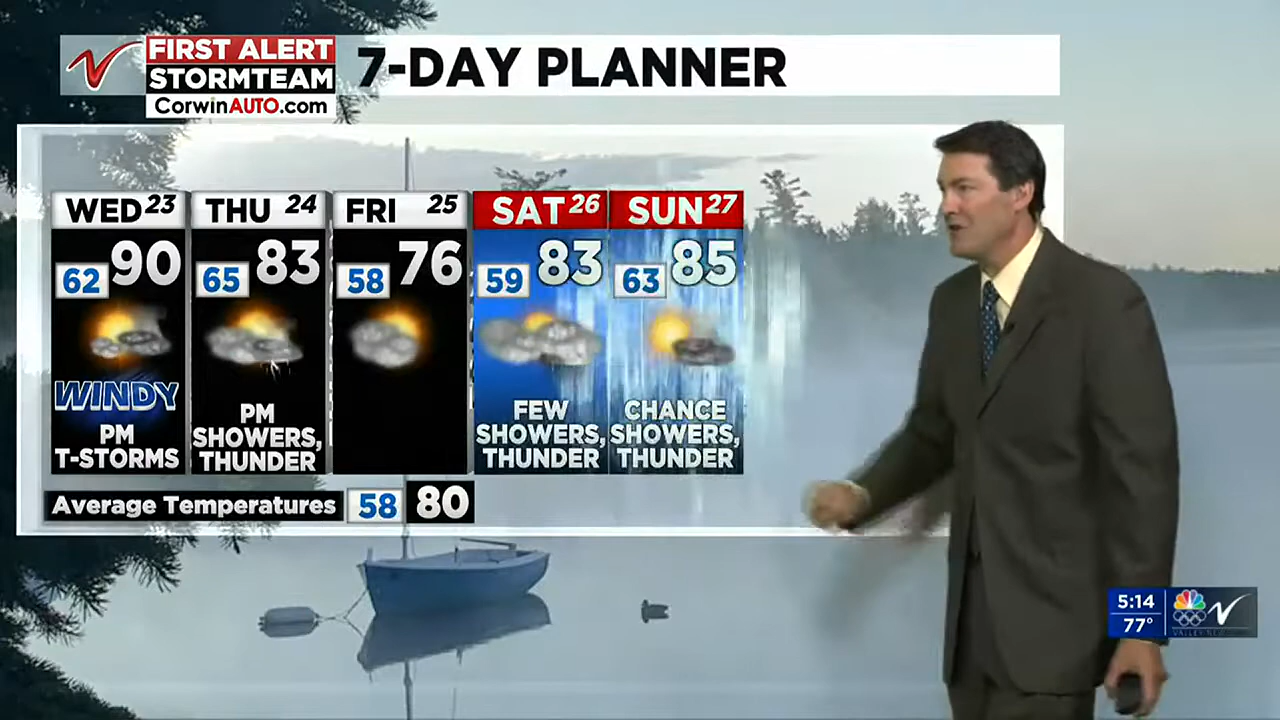 FIRST ALERT
STORMTEAM
CorwinAUTO.com
7-DAY PLANNER
WED 23
THU 24
FRI 25
SAT 26
SUN 27
62 90
65 83
58 76
59 83
63 85
WINDY
PM
T-STORMS
PM
SHOWERS,
THUNDER
FEW
SHOWERS,
THUNDER
CHANCE
SHOWERS,
THUNDER
Average Temperatures 58 80
5:14
77°